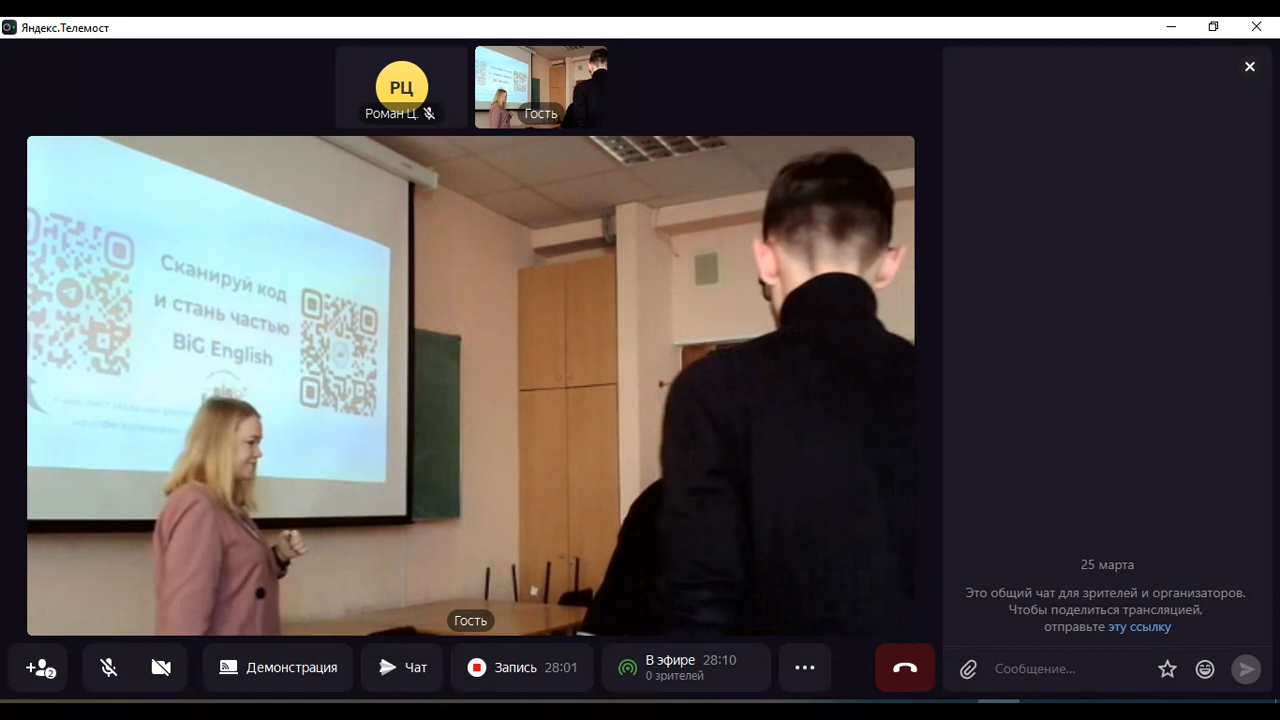 Яндекс.Телемост
РЦ
Роман Ц.
Гость
Сканируй код
и стань частью
BiG English
Гость
25 марта
Это общий чат для зрителей и организаторов.
Чтобы поделиться трансляцией,
отправьте эту ссылку
2
Демонстрация
Чат
Запись 28:01
В эфире 28:10
0 зрителей
Сообщение...